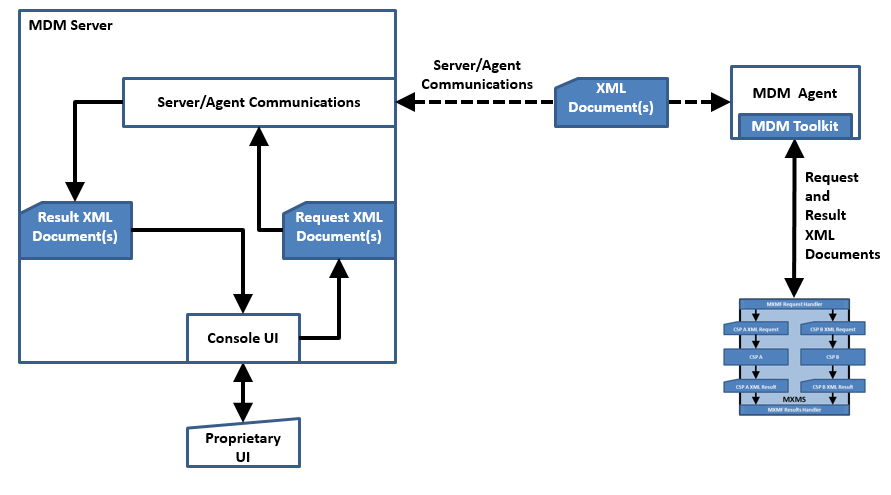 MDM Server
Server/Agent Communications
Result XML
Document(s)
Request XML
Document(s)
Console UI
Proprietary
UI
Server/Agent
Communications
XML
Document(s)
MDM Agent
MDM Toolkit
Request
and
Result
XML
Documents
MXMF Request Handler
CSP A XML Request
CSP B XML Request
CSP A
CSP B
CSP A XML Result
CSP B XML Result
MXMS
MXMF Results Handler